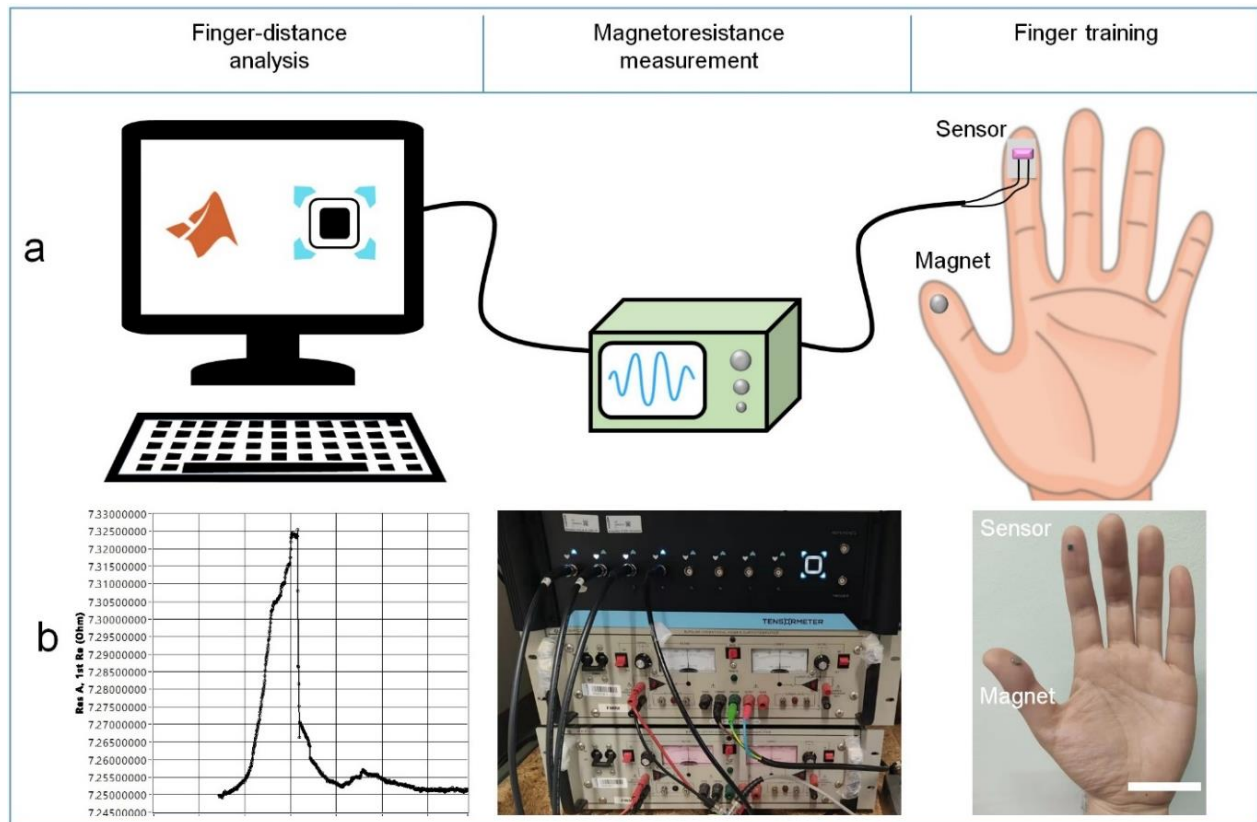 Finger-distance
analysis
Magnetoresistance
measurement
Finger training
a
Sensor
Magnet
b
7.33000000
7.32500000
7.32000000
7.31500000
7.31000000
7.30500000
7.30000000
7.29500000
7.29000000
7.28500000
7.28000000
7.27500000
7.27000000
7.26500000
7.26000000
7.25500000
7.25000000
7.24500000
Res A, 1st Re (Ohm)
TENSORMETER
Sensor
Magnet